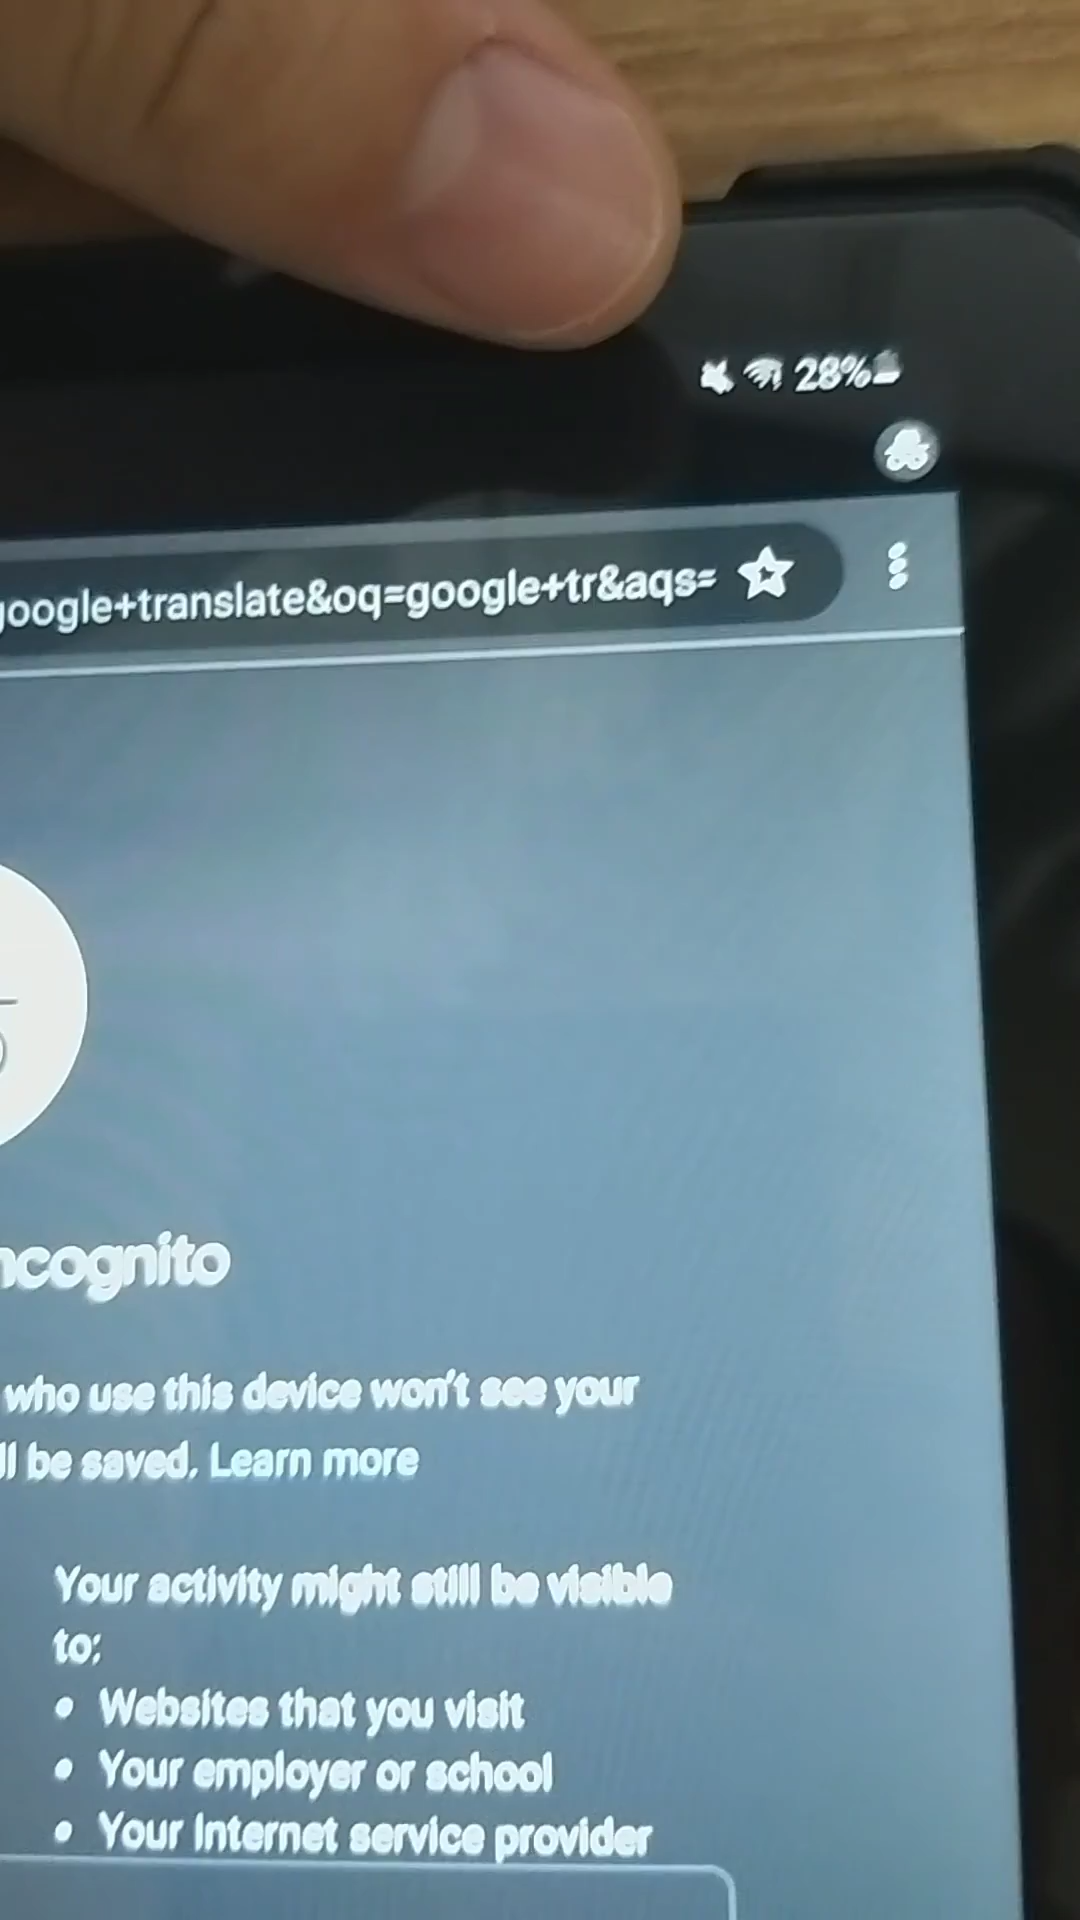 28%
google+translate&oq=google+tr&aqs=
ncognito
who use this device won't see your
ll be saved. Learn more
Your activity might still be visible
to:
• Websites that you visit
• Your employer or school
• Your Internet service provider